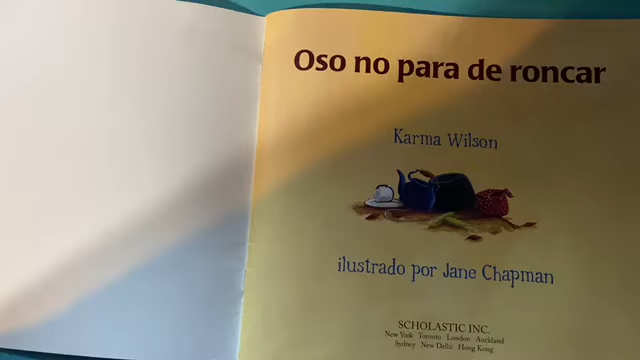 Oso no para de roncar
Karma Wilson
ilustrado por Jane Chapman
SCHOLASTIC INC.
New York Toronto London Auckland
Sydney New Delhi Hong Kong